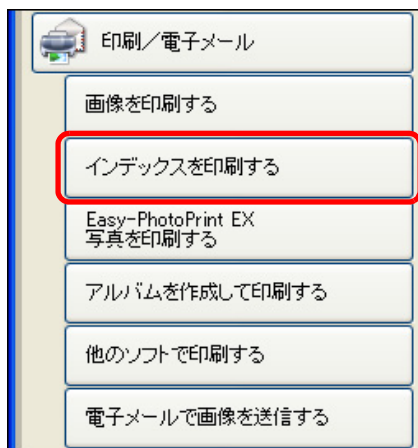 印刷／電子メール
画像を印刷する
インデックスを印刷する
Easy-PhotoPrint EX
写真を印刷する
アルバムを作成して印刷する
他のソフトで印刷する
電子メールで画像を送信する